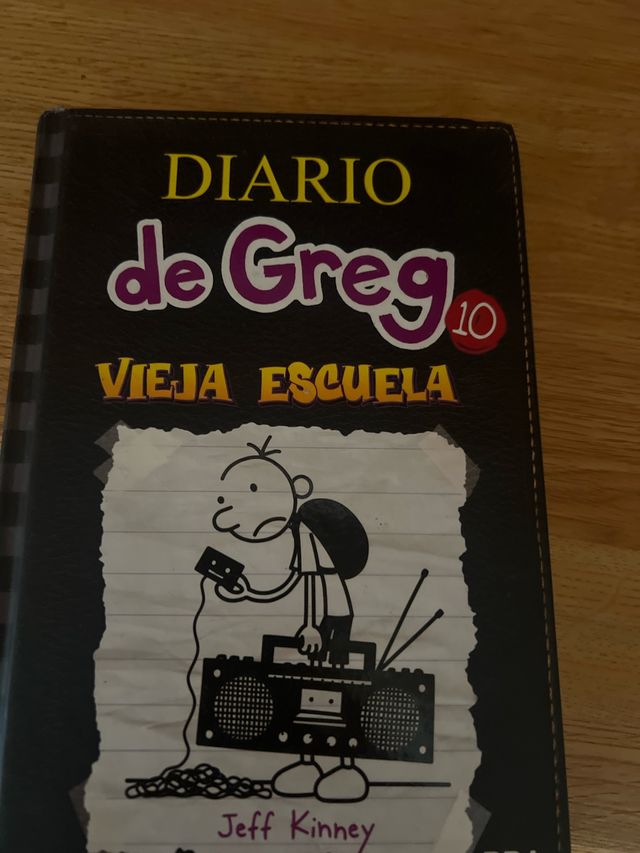 DIARIO
de Greg
10
VIEJA ESCUELA
Jeff Kinney